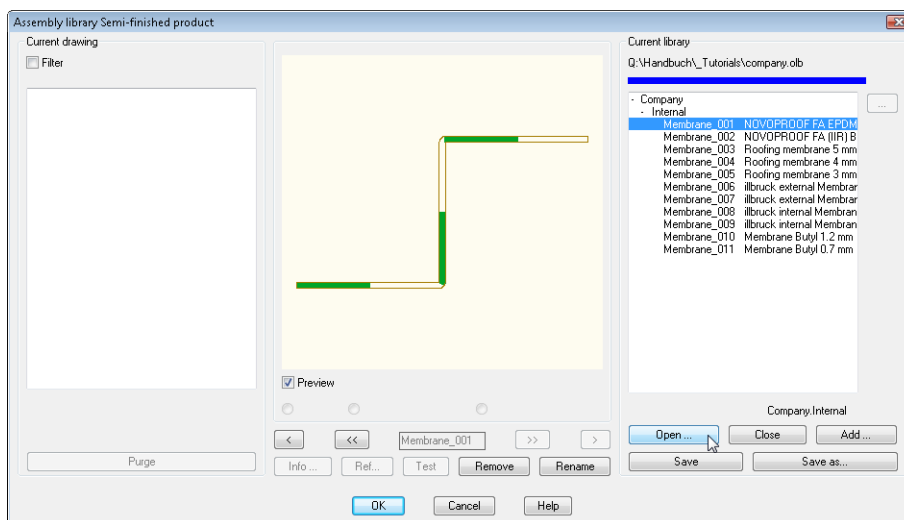 Assembly library Semi-finished product
Current drawing
Filter
Purge
Preview
< << Membrane_001 >> >
Info ... Ref... Test Remove Rename
OK Cancel Help
Current library
Q:\Handbuch\_Tutorials\company.olb
...
- Company
- Internal
Membrane_001 NOVOPROOF FA EPDM
Membrane_002 NOVOPROOF FA (IIR) B
Membrane_003 Roofing membrane 5 mm
Membrane_004 Roofing membrane 4 mm
Membrane_005 Roofing membrane 3 mm
Membrane_006 illbruck external Membran
Membrane_007 illbruck external Membran
Membrane_008 illbruck internal Membran
Membrane_009 illbruck internal Membran
Membrane_010 Membrane Butyl 1.2 mm
Membrane_011 Membrane Butyl 0.7 mm
Company.Internal
Open ... Close Add ...
Save Save as...